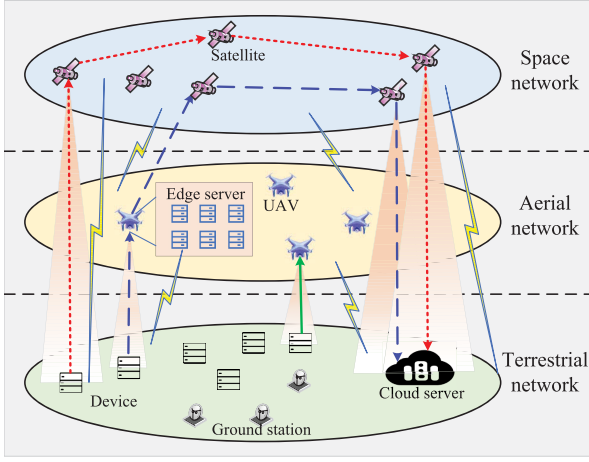 Satellite
Space
network
Edge server
UAV
Aerial
network
Device
Ground station
Cloud server
Terrestrial
network